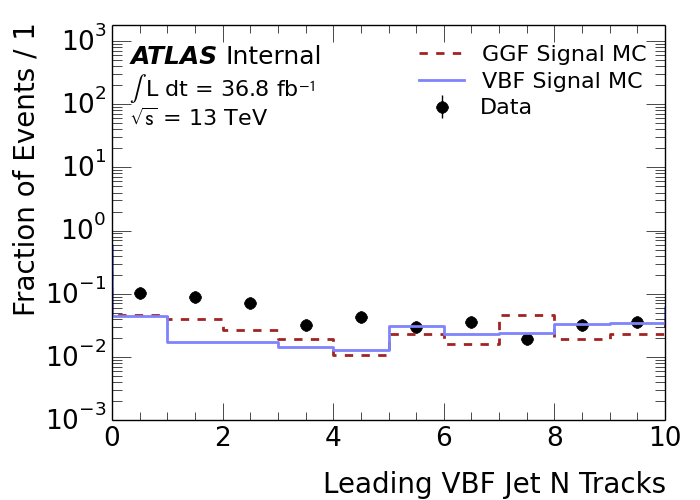 ATLAS Internal
∫L dt = 36.8 fb⁻¹
√s = 13 TeV
GGF Signal MC
VBF Signal MC
Data
Fraction of Events / 1
10³
10²
10¹
10⁰
10⁻¹
10⁻²
10⁻³
0 2 4 6 8 10
Leading VBF Jet N Tracks